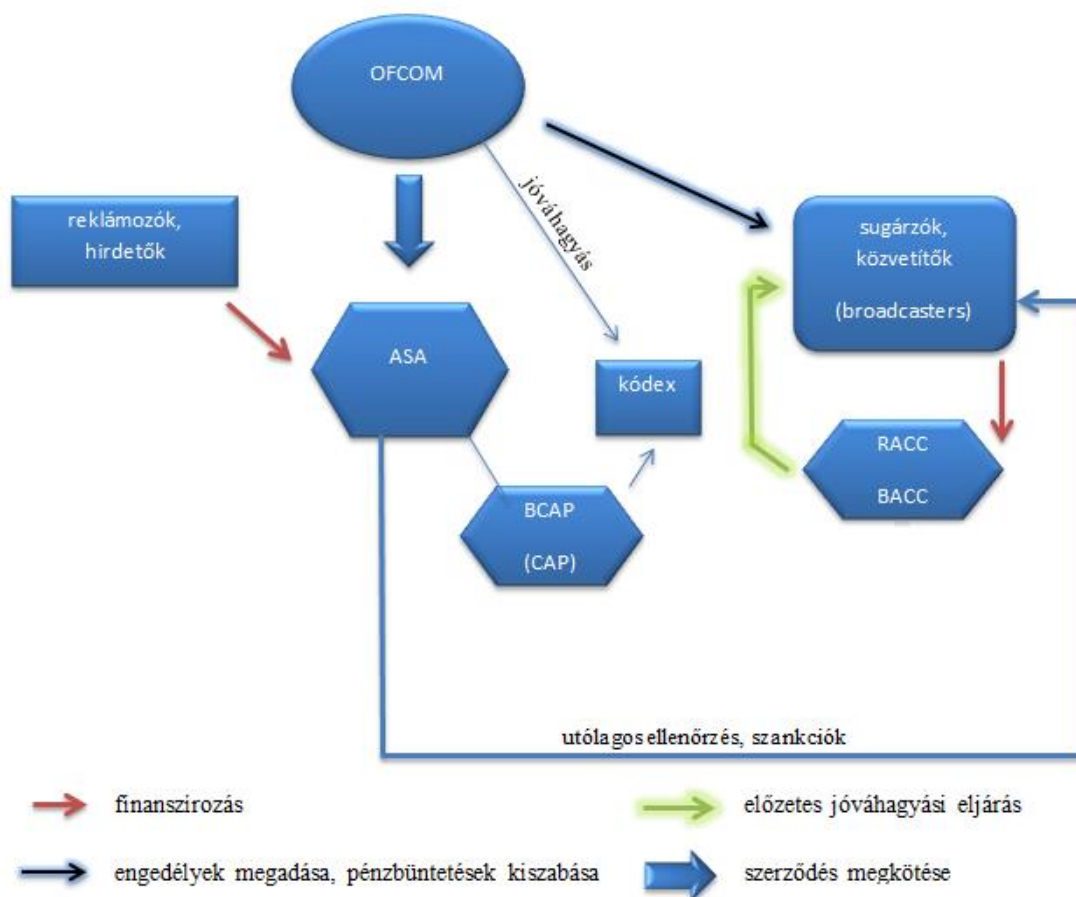 OFCOM
jóváhagyás
reklámozók,
hirdetők
sugárzók,
közvetítők
(broadcasters)
ASA
kódex
RACC
BACC
BCAP
(CAP)
utólagos ellenőrzés, szankciók
finanszírozás
előzetes jóváhagyási eljárás
engedélyek megadása, pénzbüntetések kiszabása
szerződés megkötése